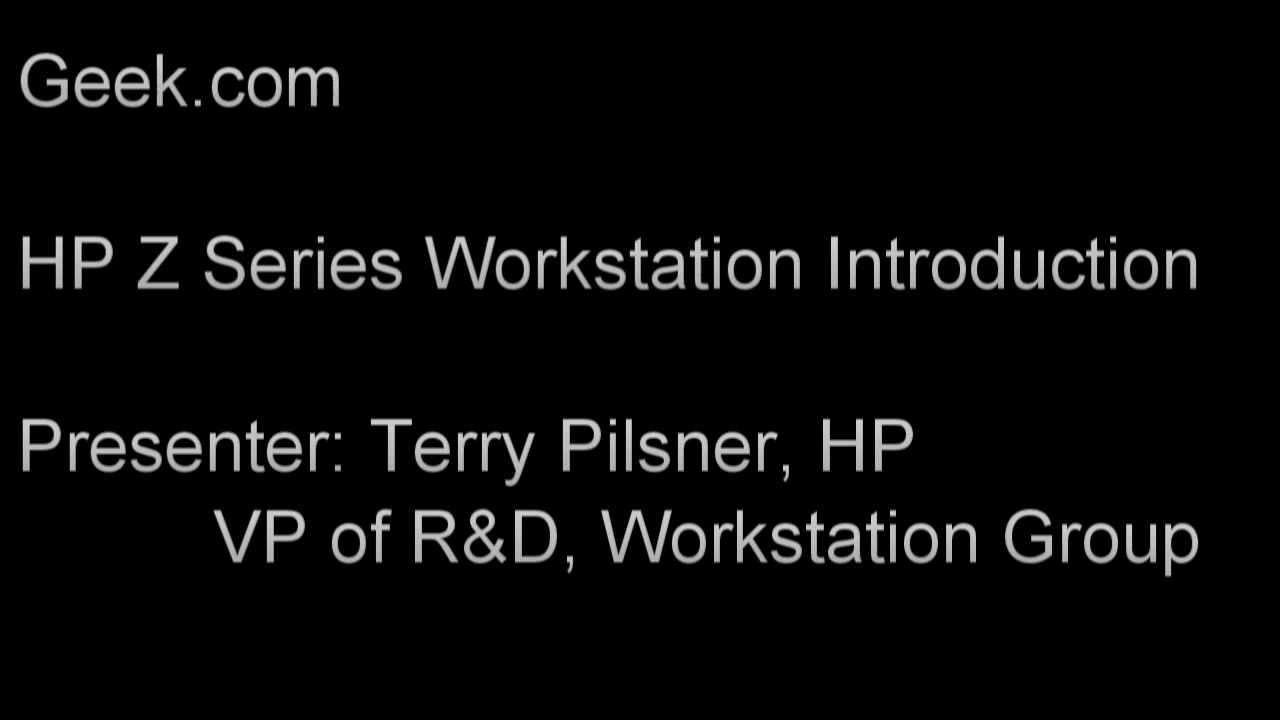 Geek.com
HP Z Series Workstation Introduction
Presenter: Terry Pilsner, HP
VP of R&D, Workstation Group